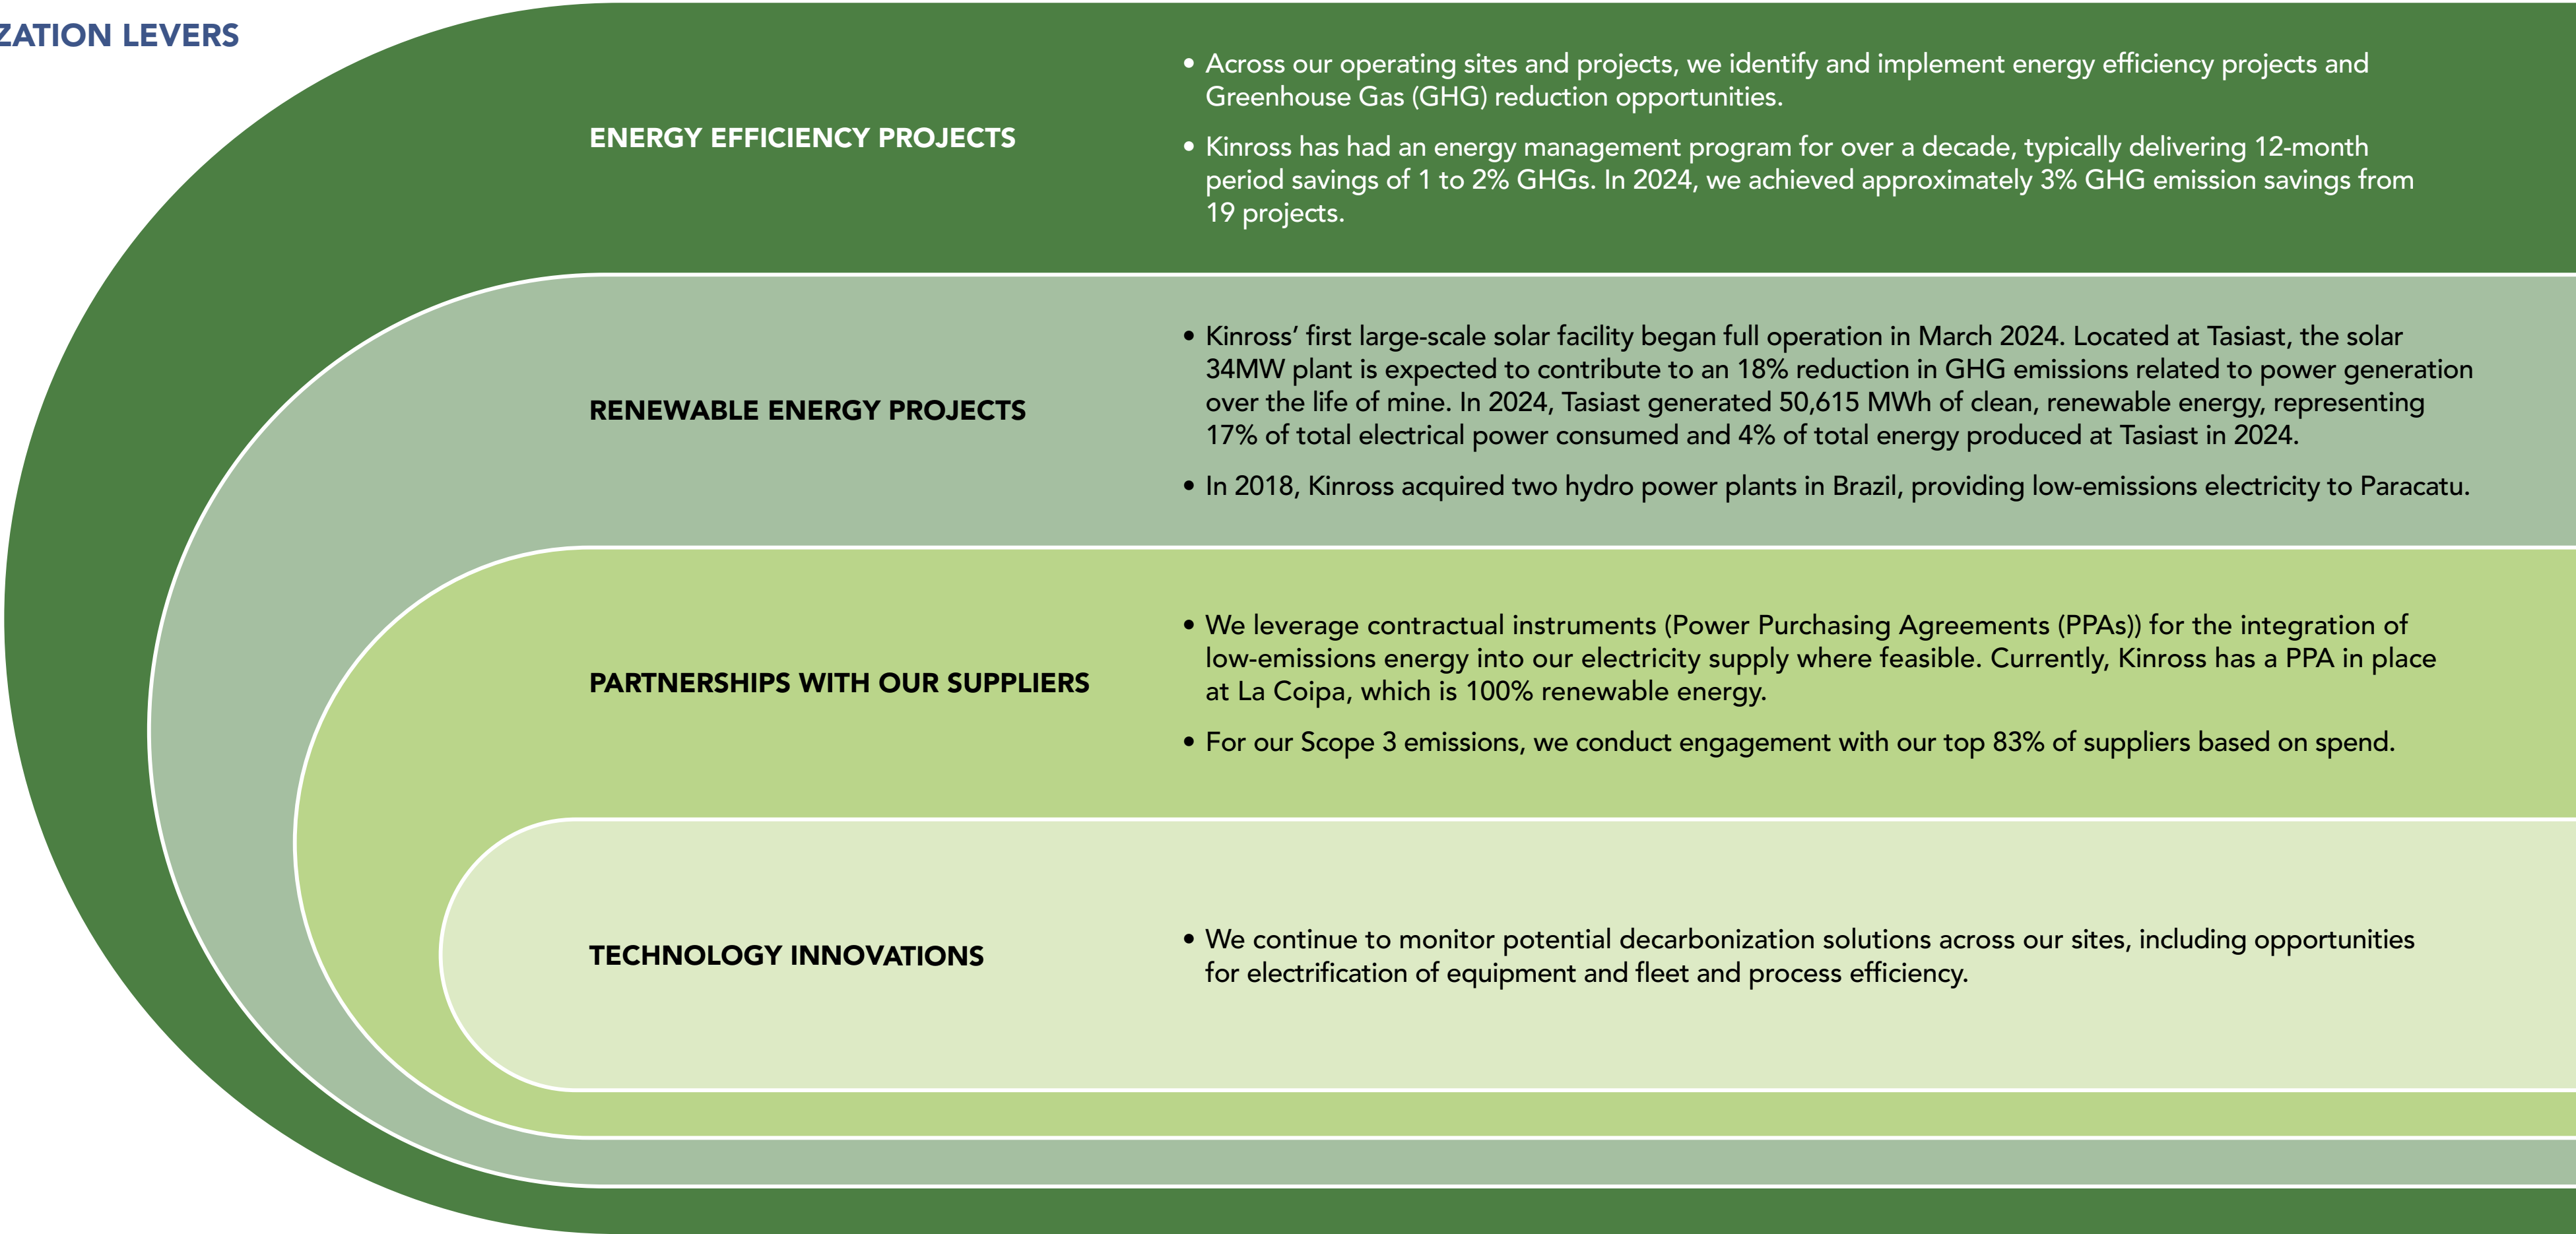 ZATION LEVERS
ENERGY EFFICIENCY PROJECTS
• Across our operating sites and projects, we identify and implement energy efficiency projects and
Greenhouse Gas (GHG) reduction opportunities.
• Kinross has had an energy management program for over a decade, typically delivering 12-month
period savings of 1 to 2% GHGs. In 2024, we achieved approximately 3% GHG emission savings from
19 projects.
RENEWABLE ENERGY PROJECTS
• Kinross’ first large-scale solar facility began full operation in March 2024. Located at Tasiast, the solar
34MW plant is expected to contribute to an 18% reduction in GHG emissions related to power generation
over the life of mine. In 2024, Tasiast generated 50,615 MWh of clean, renewable energy, representing
17% of total electrical power consumed and 4% of total energy produced at Tasiast in 2024.
• In 2018, Kinross acquired two hydro power plants in Brazil, providing low-emissions electricity to Paracatu.
PARTNERSHIPS WITH OUR SUPPLIERS
• We leverage contractual instruments (Power Purchasing Agreements (PPAs)) for the integration of
low-emissions energy into our electricity supply where feasible. Currently, Kinross has a PPA in place
at La Coipa, which is 100% renewable energy.
• For our Scope 3 emissions, we conduct engagement with our top 83% of suppliers based on spend.
TECHNOLOGY INNOVATIONS
• We continue to monitor potential decarbonization solutions across our sites, including opportunities
for electrification of equipment and fleet and process efficiency.